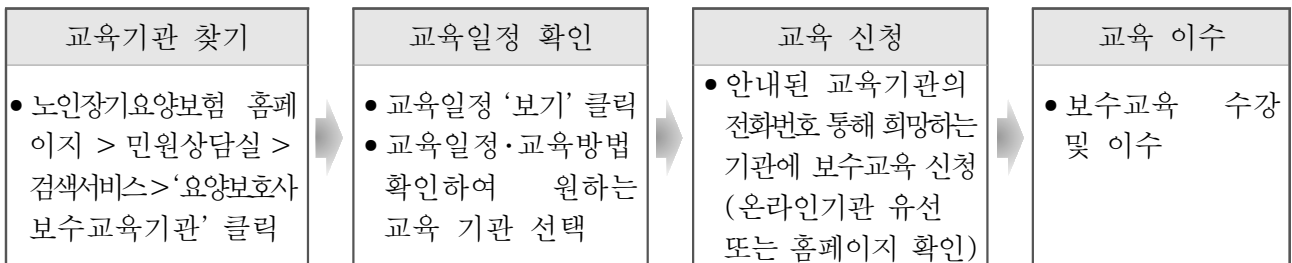 교육기관 찾기
● 노인장기요양보험 홈페
이지 > 민원상담실 >
검색서비스>‘요양보호사
보수교육기관’ 클릭
교육일정 확인
● 교육일정 ‘보기’ 클릭
● 교육일정·교육방법
확인하여 원하는
교육 기관 선택
교육 신청
● 안내된 교육기관의
전화번호 통해 희망하는
기관에 보수교육 신청
(온라인기관 유선
또는 홈페이지 확인)
교육 이수
● 보수교육 수강
및 이수